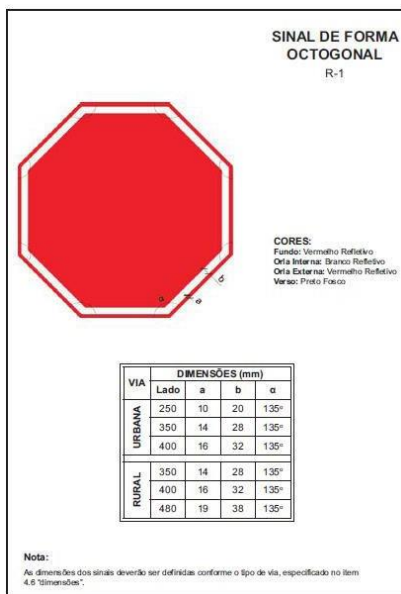 SINAL DE FORMA
OCTOGONAL
R-1
b
α
a
CORES:
Fundo: Vermelho Refletivo
Orla Interna: Branco Refletivo
Orla Externa: Vermelho Refletivo
Verso: Preto Fosco
VIA DIMENSÕES (mm)
Lado a b α
URBANA
250 10 20 135º
350 14 28 135º
400 16 32 135º
RURAL
350 14 28 135º
400 16 32 135º
480 19 38 135º
Nota:
As dimensões dos sinais deverão ser definidas conforme o tipo de via, especificado no item
4.6 "dimensões".